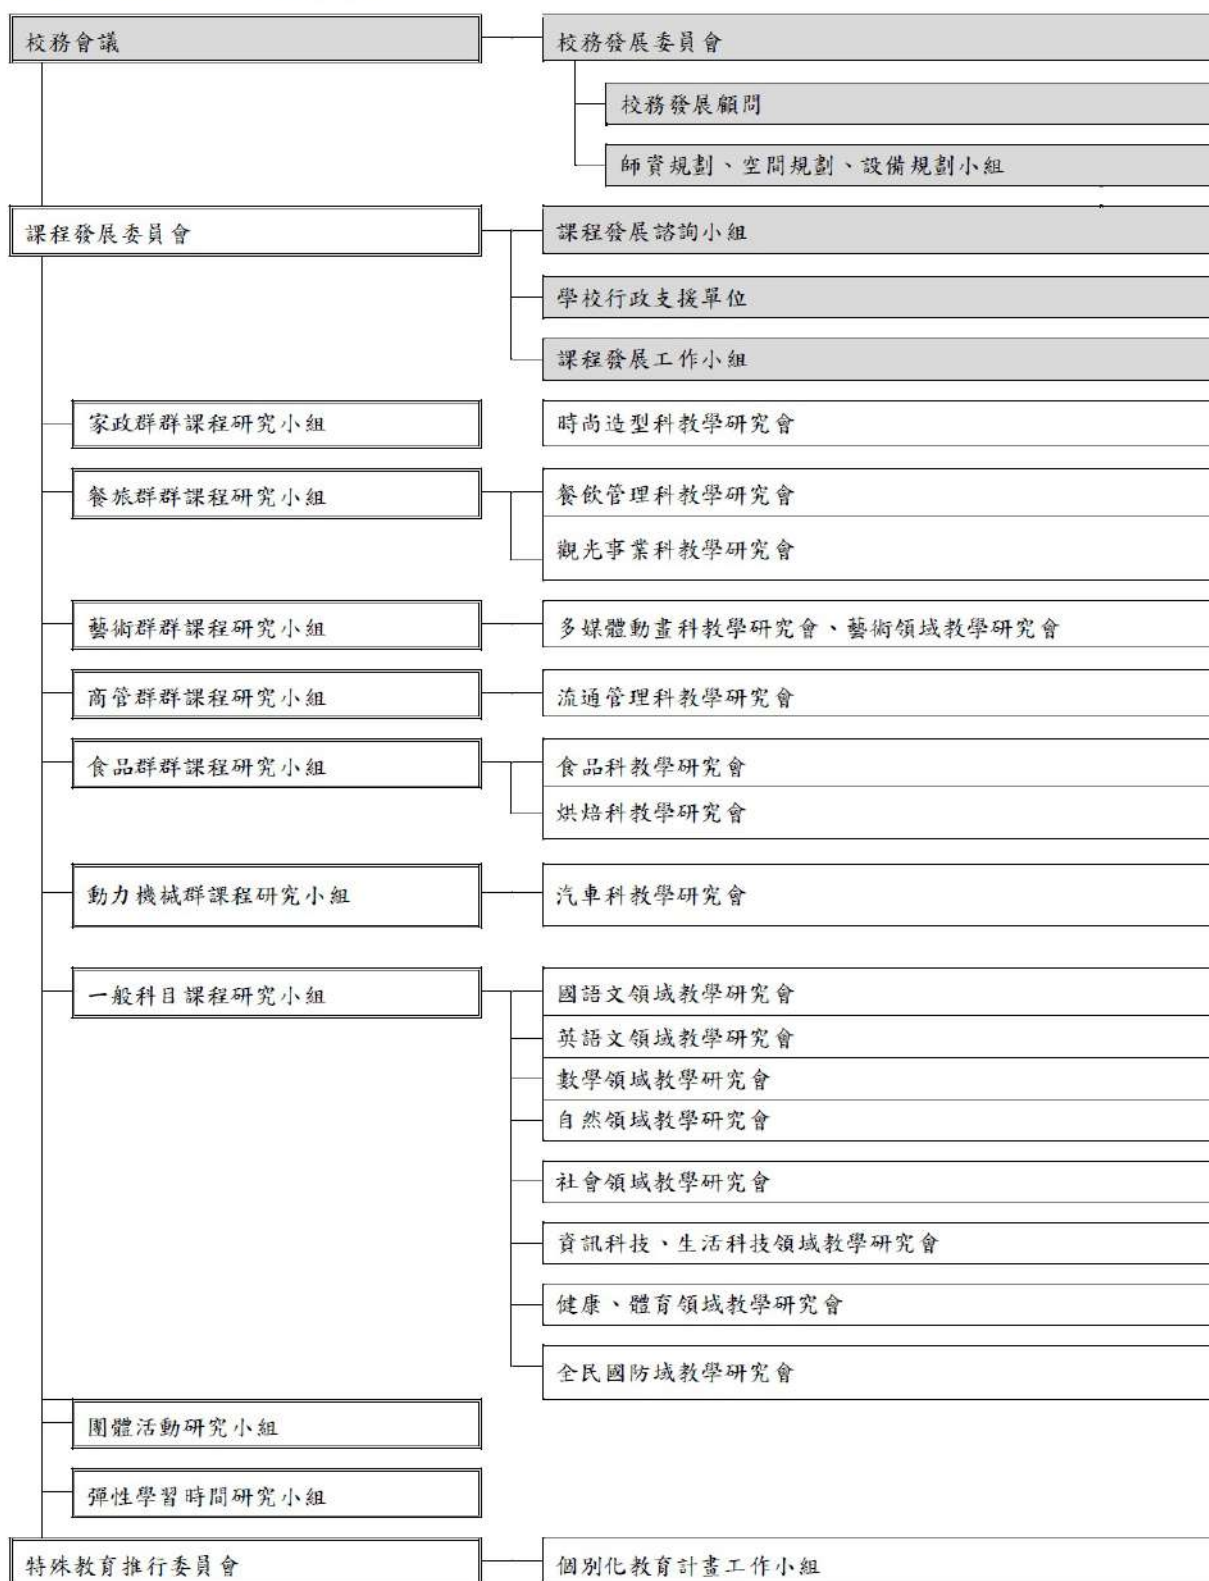 校務會議
校務發展委員會
校務發展顧問
師資規劃、空間規劃、設備規劃小組
課程發展委員會
課程發展諮詢小組
學校行政支援單位
課程發展工作小組
家政群群課程研究小組
時尚造型科教學研究會
餐旅群群課程研究小組
餐飲管理科教學研究會
觀光事業科教學研究會
藝術群群課程研究小組
多媒體動畫科教學研究會、藝術領域教學研究會
商管群群課程研究小組
流通管理科教學研究會
食品群群課程研究小組
食品科教學研究會
烘焙科教學研究會
動力機械群課程研究小組
汽車科教學研究會
一般科目課程研究小組
國語文領域教學研究會
英語文領域教學研究會
數學領域教學研究會
自然領域教學研究會
社會領域教學研究會
資訊科技、生活科技領域教學研究會
健康、體育領域教學研究會
全民國防域教學研究會
團體活動研究小組
彈性學習時間研究小組
特殊教育推行委員會
個別化教育計畫工作小組